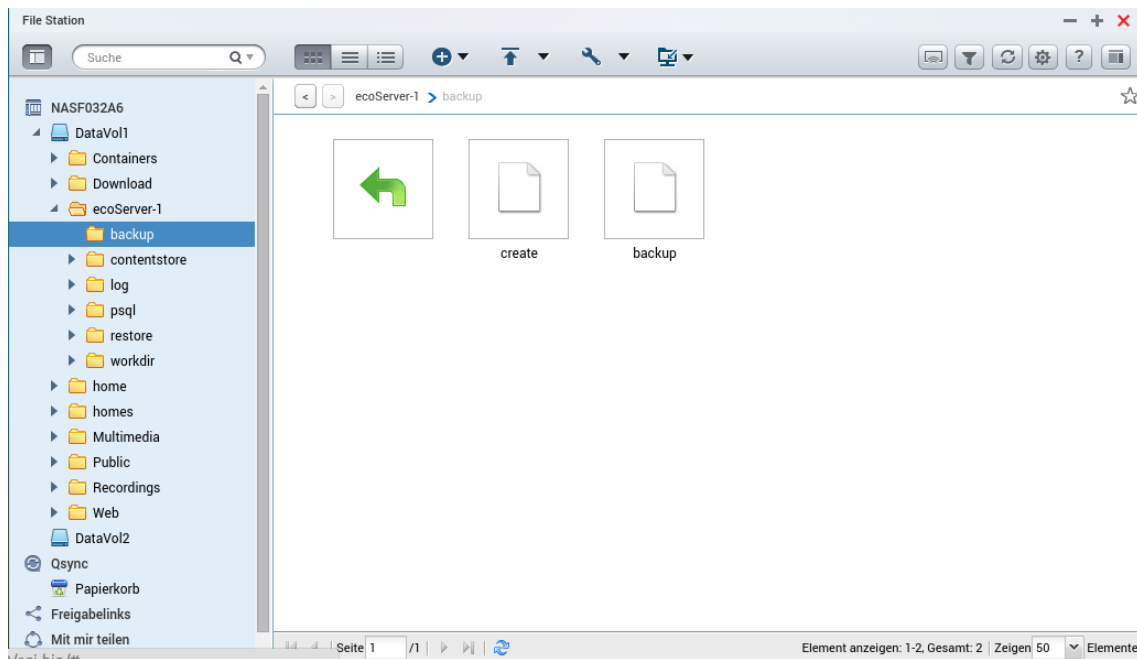 File Station
Suche
ecoServer-1 backup
NASF032A6
DataVol1
Containers
Download
ecoServer-1
backup
contentstore
log
psql
restore
workdir
home
homes
Multimedia
Public
Recordings
Web
DataVol2
Qsync
Papierkorb
Freigabelinks
Mit mir teilen
create
backup
Seite 1 /1
Element anzeigen: 1-2, Gesamt: 2 Zeigen 50 Elemente